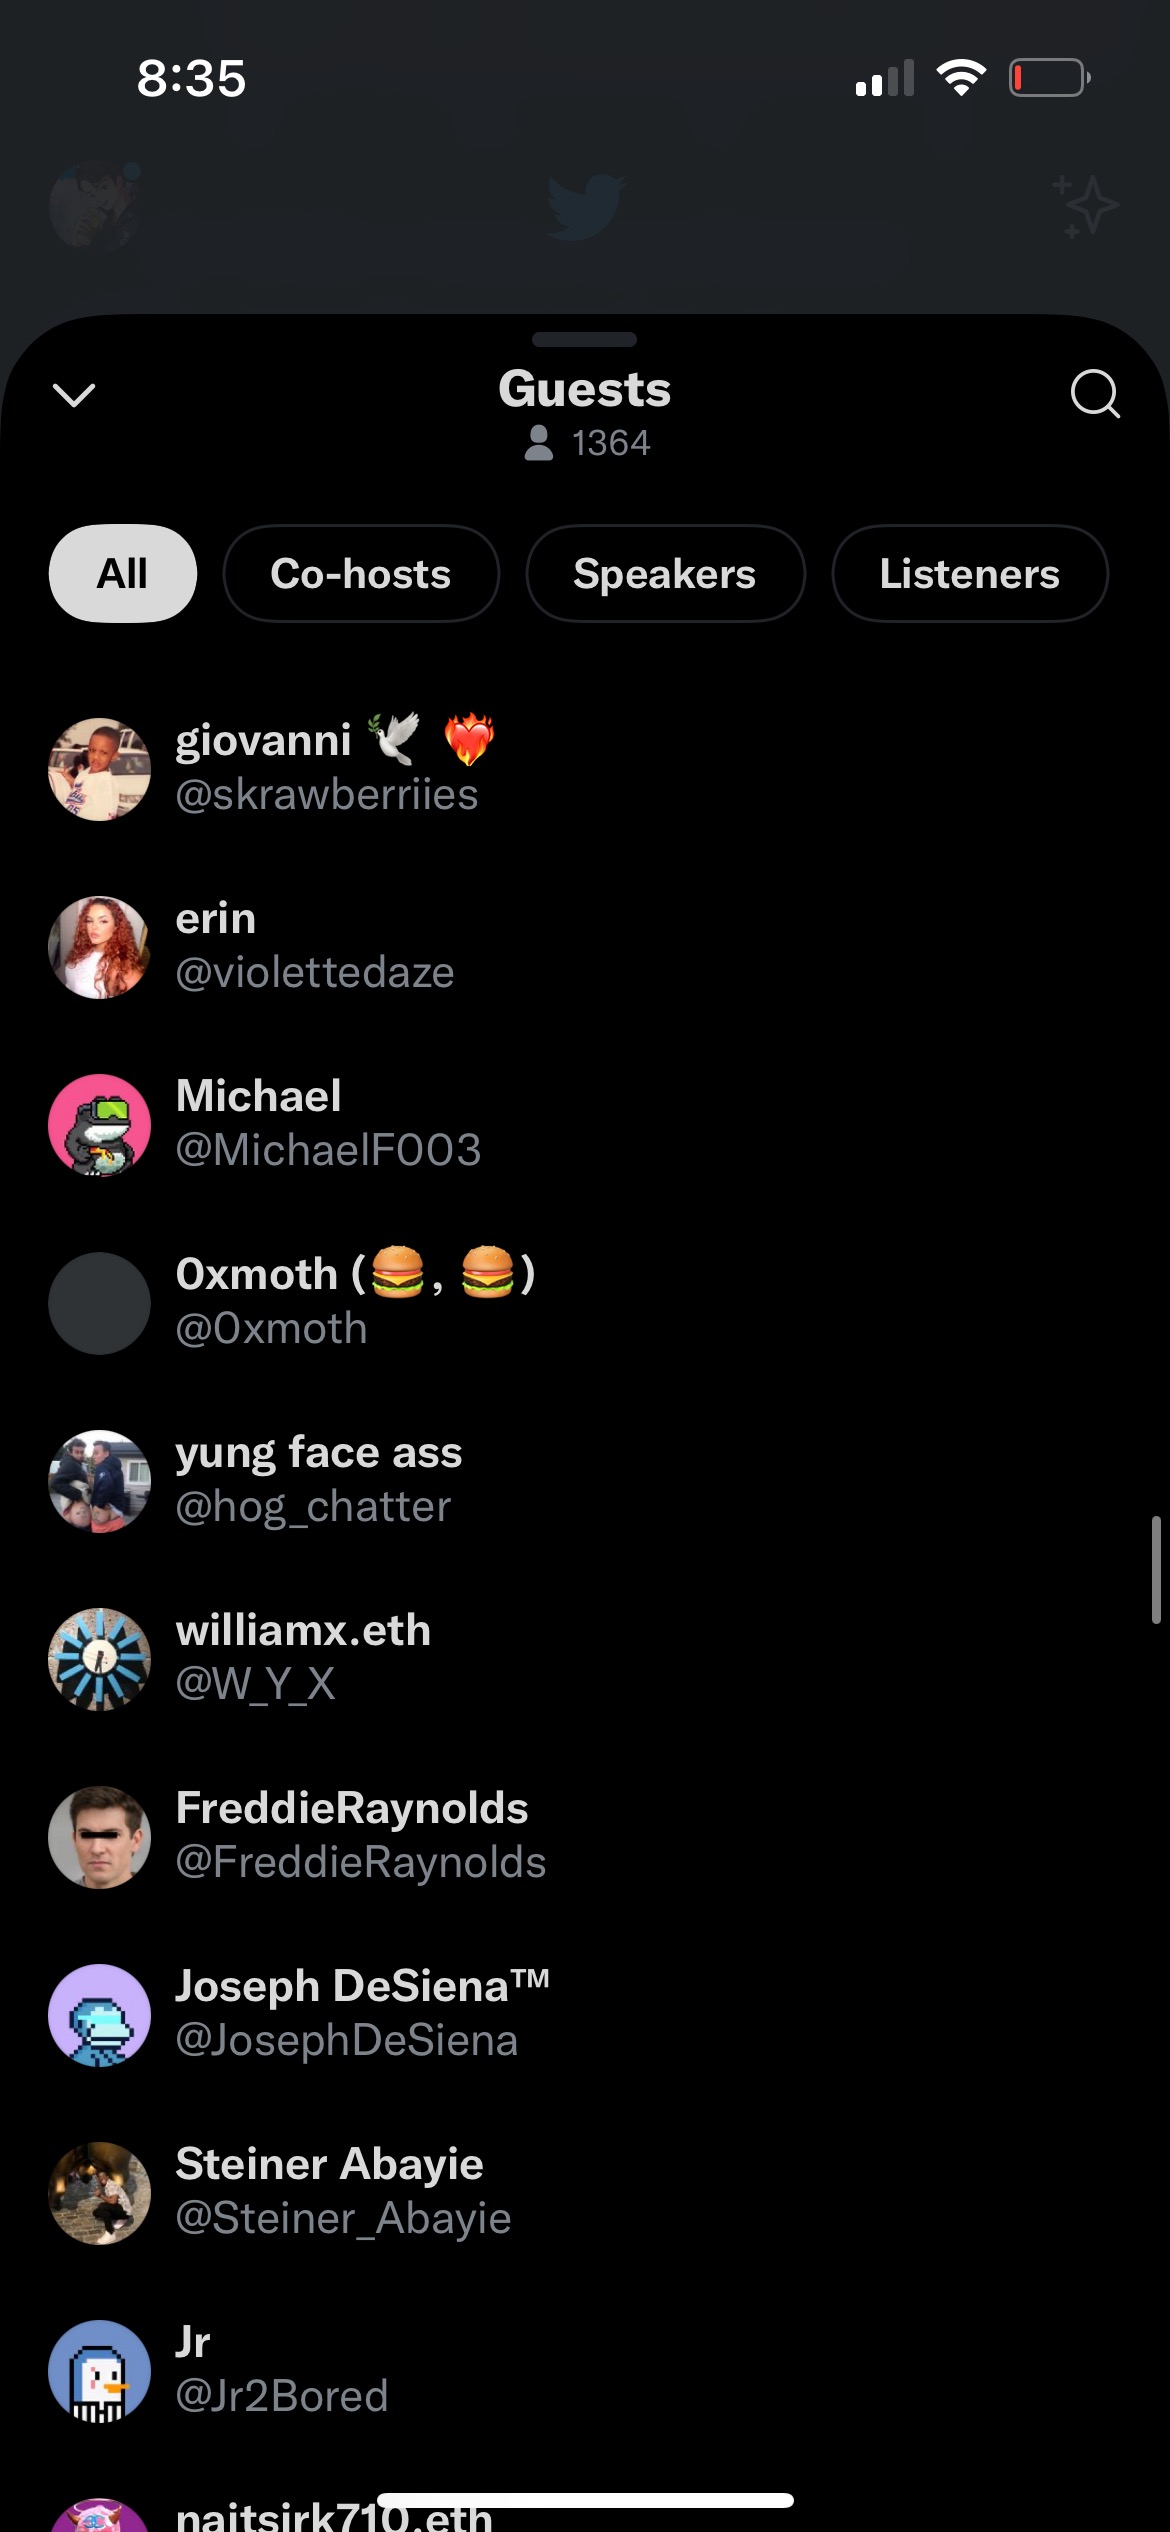 8:35
Guests
1364
All
Co-hosts
Speakers
Listeners
giovanni 🕊️ ❤️‍🔥
@skrawberriies
erin
@violettedaze
Michael
@MichaelF003
0xmoth (🍔, 🍔)
@0xmoth
yung face ass
@hog_chatter
williamx.eth
@W_Y_X
FreddieRaynolds
@FreddieRaynolds
Joseph DeSiena™
@JosephDeSiena
Steiner Abayie
@Steiner_Abayie
Jr
@Jr2Bored
naitsirk710.eth